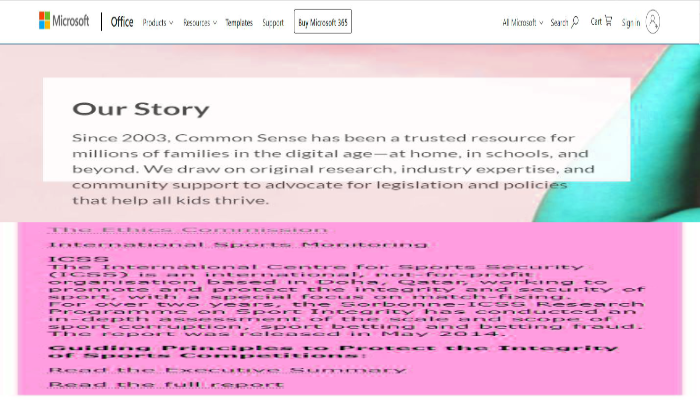 Microsoft Office Products Resources Templates Support Buy Microsoft 365 All Microsoft Search Cart Sign in
Our Story
Since 2003, Common Sense has been a trusted resource for
millions of families in the digital age—at home, in schools, and
beyond. We draw on original research, industry expertise, and
community support to advocate for legislation and policies
that help all kids thrive.
The Ethics Commission
International Sports Monitoring
ICSS
The International Centre for Sports Security
(ICSS) is an international, not-for-profit
organisation based in Doha, Qatar, working to
promote and protect the integrity and security of
sport, with a special focus on match-fixing.
For over two years, the Sorbonne-ICSS Research
Programme on Sport Integrity has conducted an
in-depth assessment of the scale and scope of
sport corruption, sport betting and betting fraud.
The report was released in May 2014.
Guiding Principles to Protect the Integrity
of Sports Competitions:
Read the Executive Summary
Read the full report